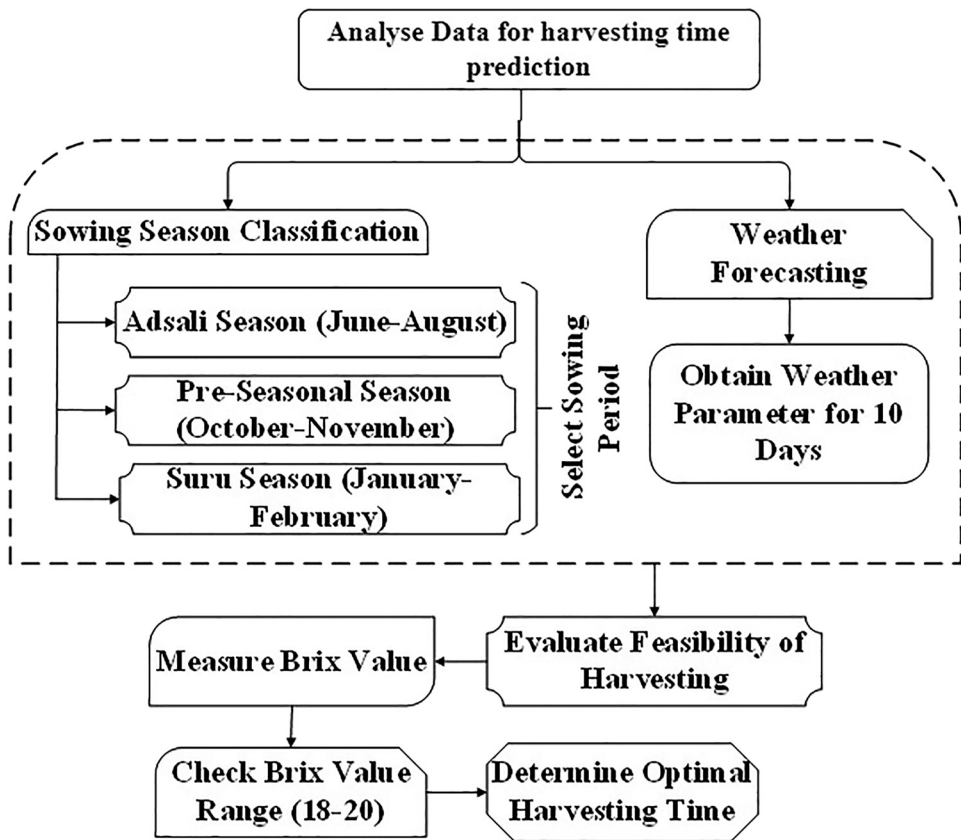 Analyse Data for harvesting time
prediction
Sowing Season Classification
Weather
Forecasting
Adsali Season (June-August)
Pre-Seasonal Season
(October-November)
Suru Season (January-
February)
Select Sowing
Period
Obtain Weather
Parameter for 10
Days
Evaluate Feasibility of
Harvesting
Measure Brix Value
Check Brix Value
Range (18-20)
Determine Optimal
Harvesting Time